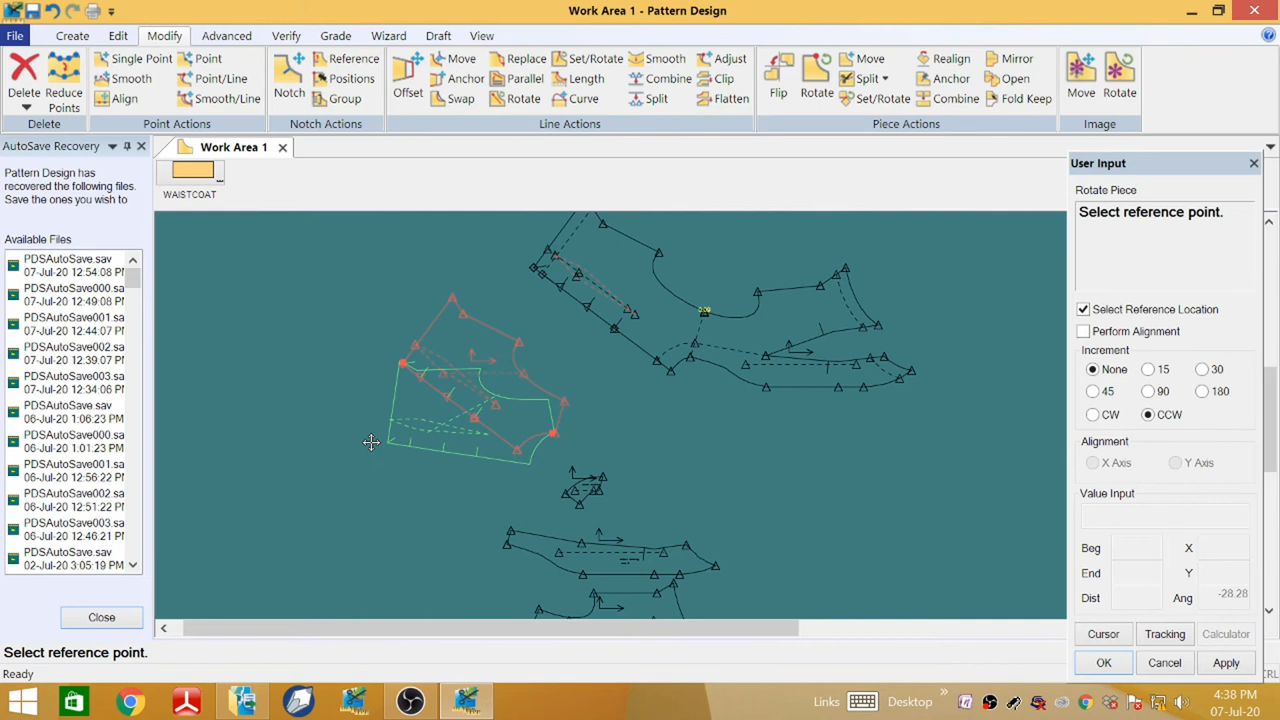 Work Area 1 - Pattern Design
File Create Edit Modify Advanced Verify Grade Wizard Draft View
Delete
Reduce Points
Single Point
Smooth
Align
Point
Point/Line
Smooth/Line
Notch
Reference
Positions
Group
Offset
Move
Anchor
Swap
Replace
Parallel
Rotate
Set/Rotate
Length
Curve
Smooth
Combine
Split
Adjust
Clip
Flatten
Flip
Rotate
Move
Split
Set/Rotate
Realign
Anchor
Combine
Mirror
Open
Fold Keep
Move
Rotate
Delete
Point Actions
Notch Actions
Line Actions
Piece Actions
Image
AutoSave Recovery
Pattern Design has
recovered the following files.
Save the ones you wish to
Available Files
PDSAutoSave.sav
07-Jul-20 12:54:08 PM
PDSAutoSave000.sa
07-Jul-20 12:49:08 PM
PDSAutoSave001.sa
07-Jul-20 12:44:07 PM
PDSAutoSave002.sa
07-Jul-20 12:39:07 PM
PDSAutoSave003.sa
07-Jul-20 12:34:06 PM
PDSAutoSave.sav
06-Jul-20 1:06:23 PM
PDSAutoSave000.sa
06-Jul-20 1:01:23 PM
PDSAutoSave001.sa
06-Jul-20 12:56:22 PM
PDSAutoSave002.sa
06-Jul-20 12:51:22 PM
PDSAutoSave003.sa
06-Jul-20 12:46:21 PM
PDSAutoSave.sav
02-Jul-20 3:05:19 PM
Close
Work Area 1
WAISTCOAT
User Input
Rotate Piece
Select reference point.
Select Reference Location
Perform Alignment
Increment
None 15 30
45 90 180
CW CCW
Alignment
X Axis Y Axis
Value Input
Beg X
End Y
Dist Ang -28.28
Cursor Tracking Calculator
OK Cancel Apply
Select reference point.
Ready
Links Desktop
4:38 PM
07-Jul-20